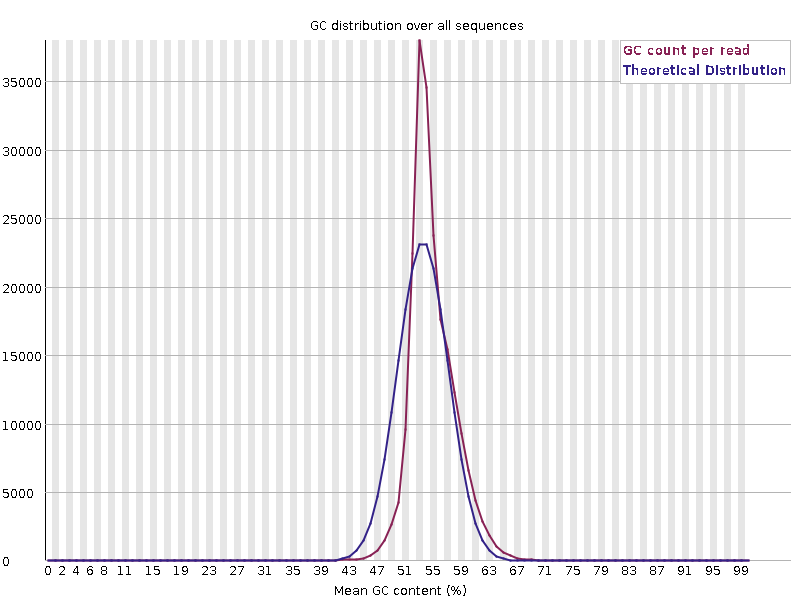 GC distribution over all sequences
GC count per read
Theoretical Distribution
35000
30000
25000
20000
15000
10000
5000
0
0 2 4 6 8 11 15 19 23 27 31 35 39 43 47 51 55 59 63 67 71 75 79 83 87 91 95 99
Mean GC content (%)